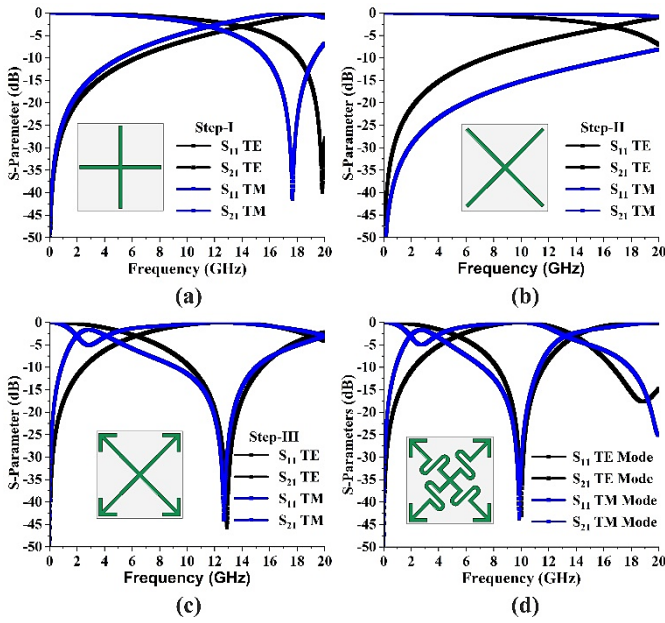 S-Paremeter (dB)
0
-5
-10
-15
-20
-25
-30
-35
-40
-45
-50
Step-I
S11 TE
S21 TE
S11 TM
S21 TM
0 2 4 6 8 10 12 14 16 18 20
Frequency (GHz)
(a)
S-Parameter (dB)
0
-5
-10
-15
-20
-25
-30
-35
-40
-45
-50
Step-II
S11 TE
S21 TE
S11 TM
S21 TM
0 2 4 6 8 10 12 14 16 18 20
Frequency (GHz)
(b)
S-Parameter (dB)
0
-5
-10
-15
-20
-25
-30
-35
-40
-45
-50
Step-III
S11 TE
S21 TE
S11 TM
S21 TM
0 2 4 6 8 10 12 14 16 18 20
Frequency (GHz)
(c)
S-Parameters (dB)
0
-5
-10
-15
-20
-25
-30
-35
-40
-45
-50
S11 TE Mode
S21 TE Mode
S11 TM Mode
S21 TM Mode
0 2 4 6 8 10 12 14 16 18 20
Frequency (GHz)
(d)